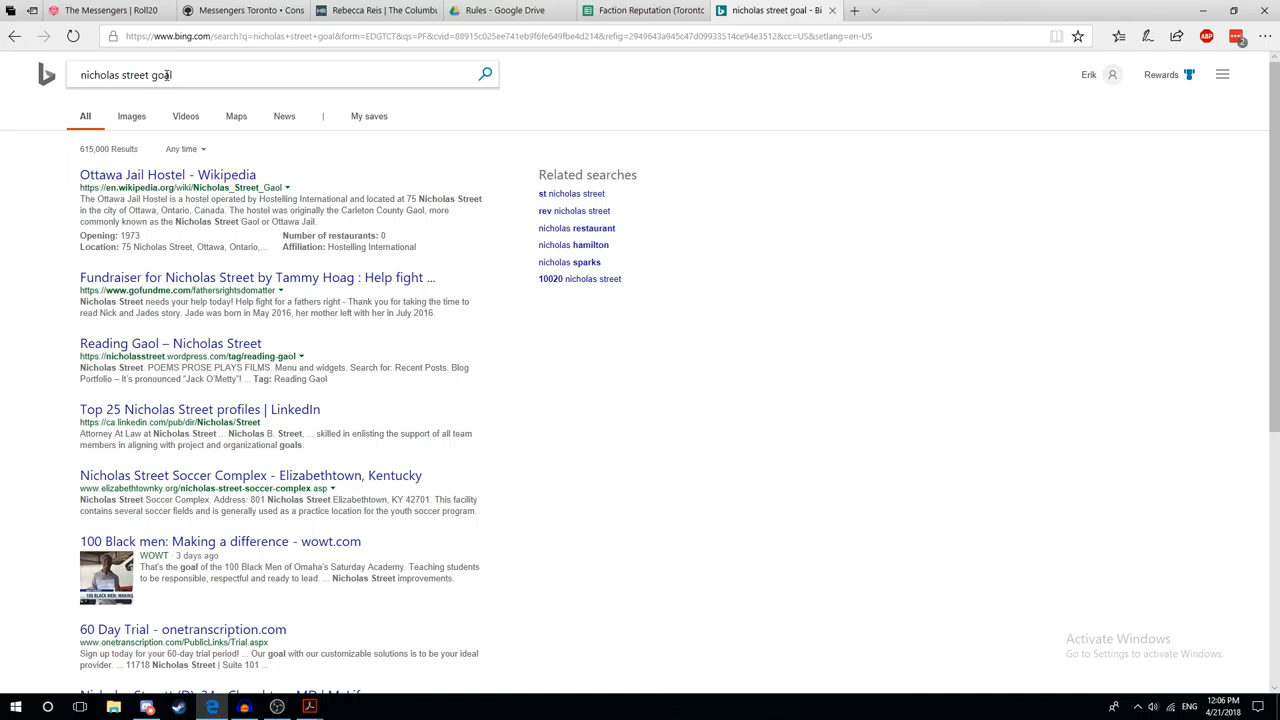 The Measures | Roll20
Masquerade: Toronto • Cons
Rebecca Reis | The Columbu
Rules - Google Drive
Faction Reputation (Toronto
nicholas street goal - Bi
https://www.bing.com/search?q=nicholas+street+goal&form=EDGTCT&qs=PF&cvid=88915c025ee741eb9cf695679fbe4d214&refig=2949643a945c47d09933514ce94e3512&cc=US&setlang=en-US
2
nicholas street goal
Erik
Rewards
All
Images
Videos
Maps
News
|
My saves
615,000 Results
Any time
Ottawa Jail Hostel - Wikipedia
https://en.wikipedia.org/wiki/Nicholas_Street_Gaol
The Ottawa Jail Hostel is a hostel operated by Hostelling International and located at 75 Nicholas Street
in the city of Ottawa, Ontario, Canada. The hostel was originally the Carleton County Gaol, more
commonly known as the Nicholas Street Gaol or Ottawa Jail.
Opening: 1973 Number of restaurants: 0
Location: 75 Nicholas Street, Ottawa, Ontario,... Affiliation: Hostelling International
Fundraiser for Nicholas Street by Tammy Hoag : Help fight ...
https://www.gofundme.com/fathersrightsdomatter
Nicholas Street needs your help today! Help fight for a fathers right - Thank you for taking the time to
read Nick and Jades story. Jade was born in May 2016, her mother left with her in July 2016.
Reading Gaol – Nicholas Street
https://nicholasstreet.wordpress.com/tag/reading-gaol
Nicholas Street. POEMS PROSE PLAYS FILMS. Menu and widgets. Search for: Recent Posts. Blog
Portfolio – It's pronounced “Jack O'Metty”! ... Tag: Reading Gaol
Top 25 Nicholas Street profiles | LinkedIn
https://ca.linkedin.com/pub/dir/Nicholas/Street
Attorney At Law at Nicholas Street ... Nicholas B. Street, ... skilled in enlisting the support of all team
members in aligning with project and organizational goals.
Nicholas Street Soccer Complex - Elizabethtown, Kentucky
www.elizabethtownky.org/nicholas-street-soccer-complex.asp
Nicholas Street Soccer Complex. Address: 801 Nicholas Street Elizabethtown, KY 42701. This facility
contains several soccer fields and is generally used as a practice location for the youth soccer program.
100 Black men: Making a difference - wowt.com
WOWT · 3 days ago
That's the goal of the 100 Black Men of Omaha's Saturday Academy. Teaching students
to be responsible, respectful and ready to lead. ... Nicholas Street improvements.
100 BLACK MEN: MAKING
60 Day Trial - onetranscription.com
www.onetranscription.com/PublicLinks/Trial.aspx
Sign up today for your 60-day trial period! ... Our goal with our customizable solutions is to be your ideal
provider. ... 11718 Nicholas Street | Suite 101 ...
Related searches
st nicholas street
rev nicholas street
nicholas restaurant
nicholas hamilton
nicholas sparks
10020 nicholas street
Activate Windows
Go to Settings to activate Windows.
ABP
ENG
12:06 PM
4/21/2018